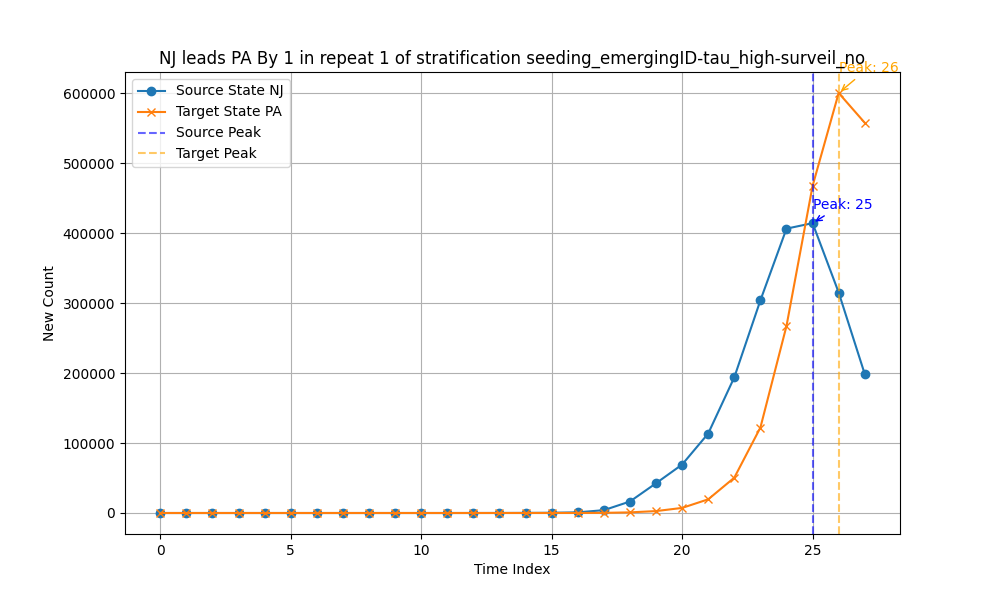 NJ leads PA By 1 in repeat 1 of stratification seeding_emergingID-tau_high-surveil_no
Peak: 26
Source State NJ
Target State PA
Source Peak
Target Peak
Peak: 25
600000
500000
400000
300000
200000
100000
0
New Count
0 5 10 15 20 25
Time Index